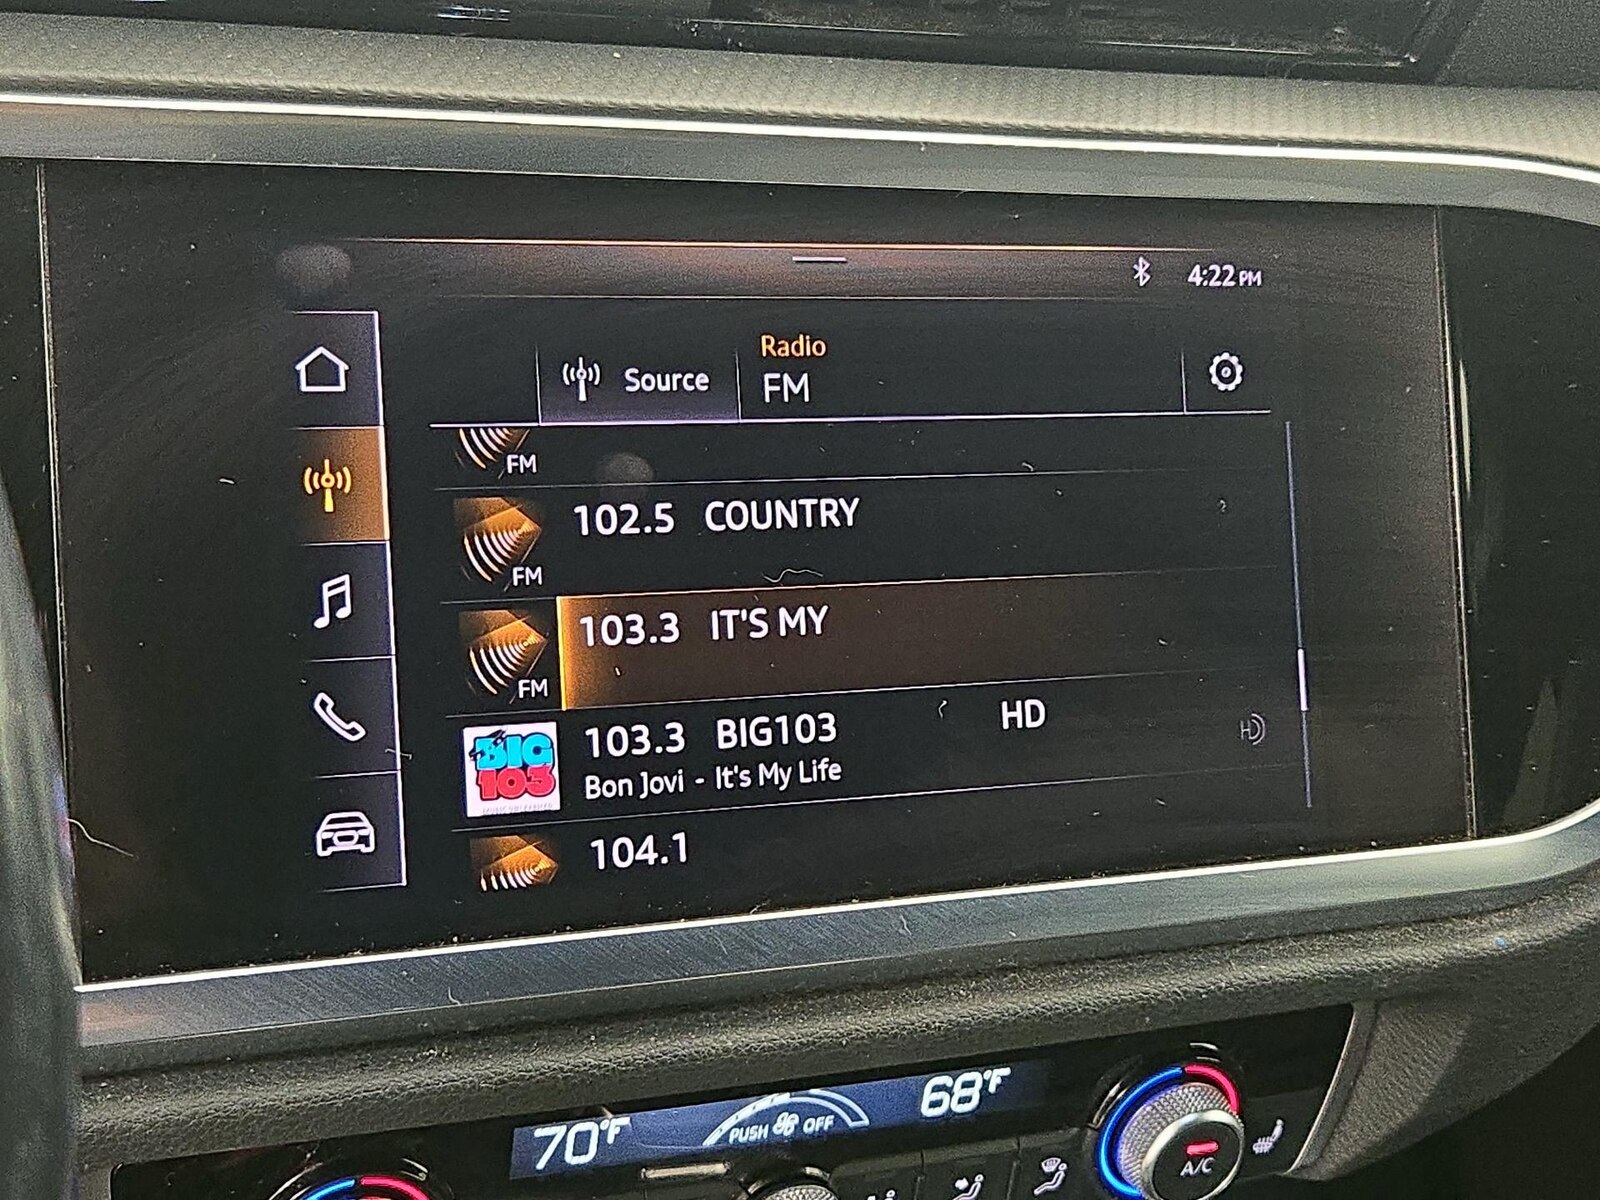 4:22 PM
Source
Radio
FM
FM
102.5 COUNTRY
FM
103.3 IT'S MY
FM
BIG
103
103.3 BIG103 HD
HD
Bon Jovi - It's My Life
104.1
70°F
PUSH OFF
68°F
A/C